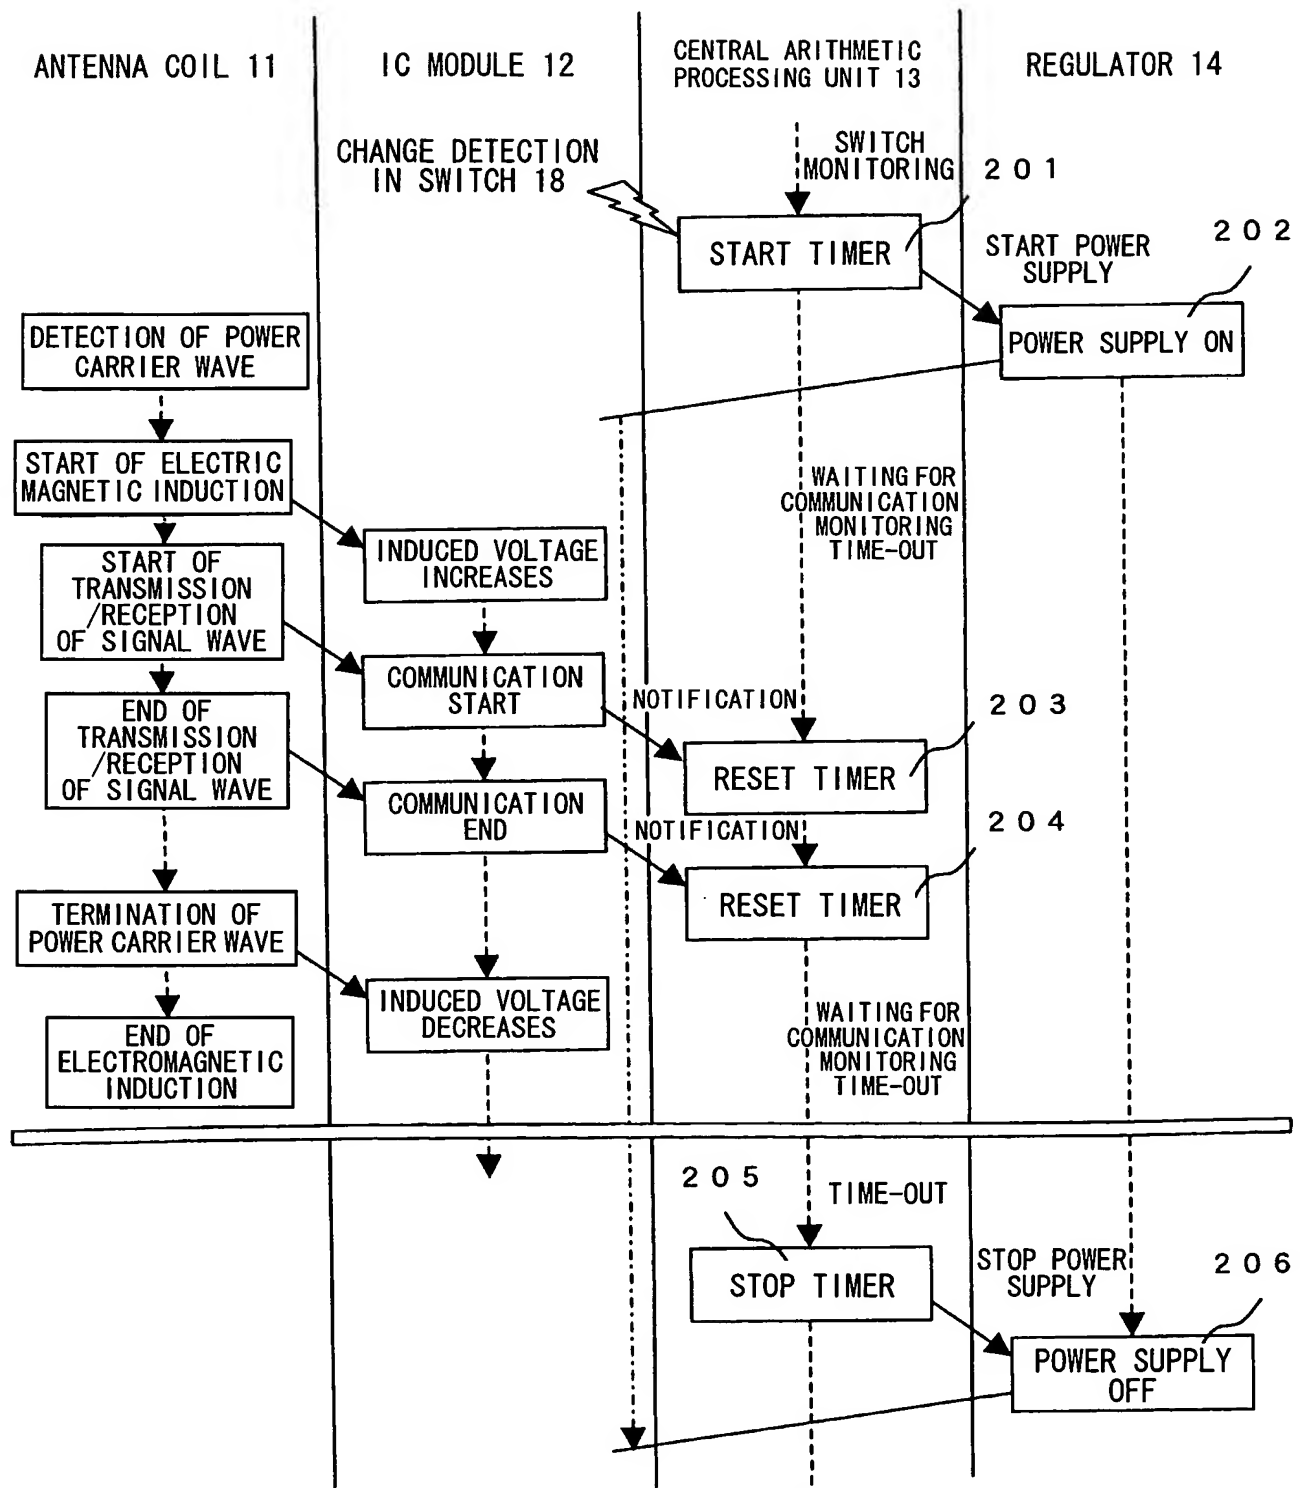 ANTENNA COIL 11
IC MODULE 12
CENTRAL ARITHMETIC
PROCESSING UNIT 13
REGULATOR 14
CHANGE DETECTION
IN SWITCH 18
SWITCH
MONITORING
201
START TIMER
START POWER
SUPPLY
202
POWER SUPPLY ON
DETECTION OF POWER
CARRIER WAVE
START OF ELECTRIC
MAGNETIC INDUCTION
WAITING FOR
COMMUNICATION
MONITORING
TIME-OUT
INDUCED VOLTAGE
INCREASES
START OF
TRANSMISSION
/RECEPTION
OF SIGNAL WAVE
COMMUNICATION
START
NOTIFICATION
203
RESET TIMER
END OF
TRANSMISSION
/RECEPTION
OF SIGNAL WAVE
COMMUNICATION
END
NOTIFICATION
204
RESET TIMER
TERMINATION OF
POWER CARRIER WAVE
INDUCED VOLTAGE
DECREASES
WAITING FOR
COMMUNICATION
MONITORING
TIME-OUT
END OF
ELECTROMAGNETIC
INDUCTION
205
TIME-OUT
STOP TIMER
STOP POWER
SUPPLY
206
POWER SUPPLY
OFF